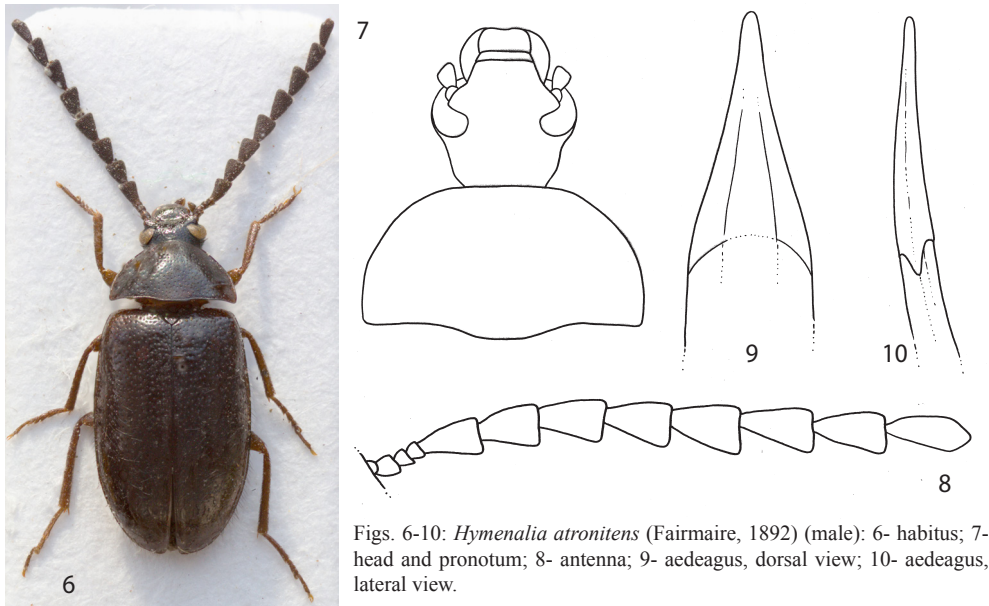 7
6
9
10
8
Figs. 6-10: Hymenalia atronitens (Fairmaire, 1892) (male): 6- habitus; 7-
head and pronotum; 8- antenna; 9- aedeagus, dorsal view; 10- aedeagus,
lateral view.